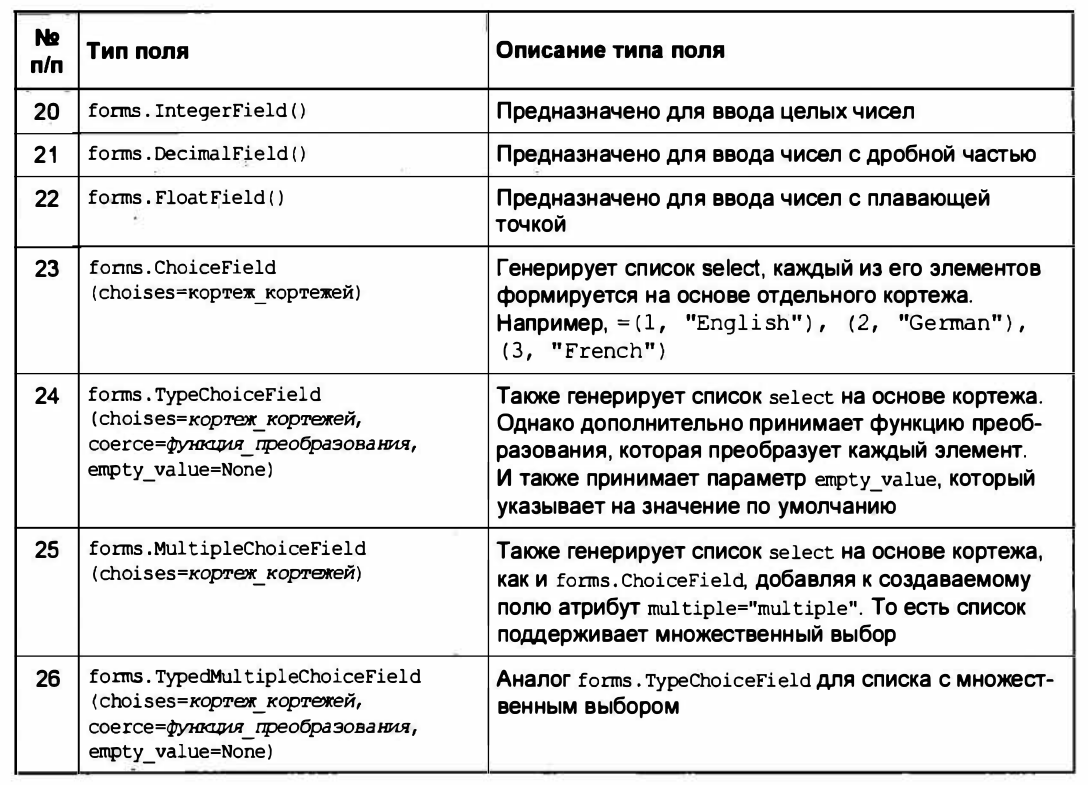 № п/п
Тип поля
Описание типа поля
20
forms.IntegerField()
Предназначено для ввода целых чисел
21
forms.DecimalField()
Предназначено для ввода чисел с дробной частью
22
forms.FloatField()
Предназначено для ввода чисел с плавающей
точкой
23
forms.ChoiceField
(choises=кортеж_кортежей)
Генерирует список select, каждый из его элементов
формируется на основе отдельного кортежа.
Например, =(1, "English"), (2, "German"),
(3, "French")
24
forms.TypeChoiceField
(choises=кортеж_кортежей,
coerce=функция_преобразования,
empty_value=None)
Также генерирует список select на основе кортежа.
Однако дополнительно принимает функцию преоб-
разования, которая преобразует каждый элемент.
И также принимает параметр empty_value, который
указывает на значение по умолчанию
25
forms.MultipleChoiceField
(choises=кортеж_кортежей)
Также генерирует список select на основе кортежа,
как и forms.ChoiceField, добавляя к создаваемому
полю атрибут multiple="multiple". То есть список
поддерживает множественный выбор
26
forms.TypedMultipleChoiceField
(choises=кортеж_кортежей,
coerce=функция_преобразования,
empty_value=None)
Аналог forms.TypeChoiceField для списка с множест-
венным выбором